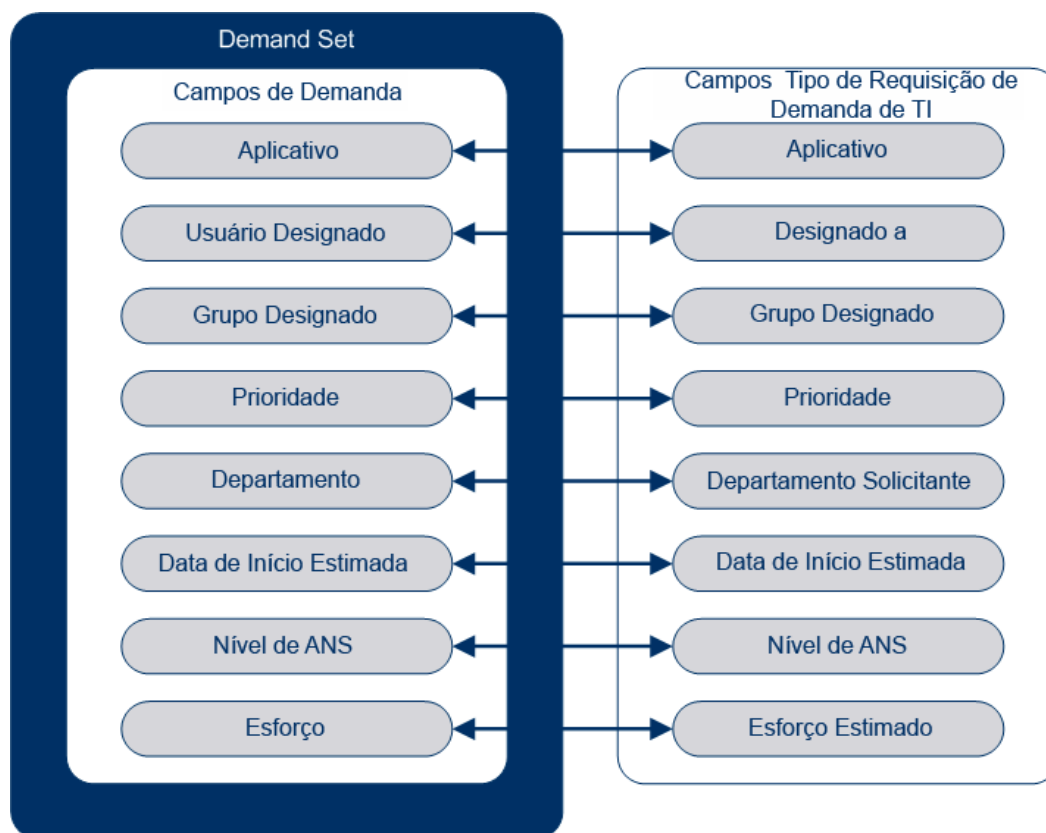 Demand Set
Campos de Demanda
Campos Tipo de Requisição de
Demanda de TI
Aplicativo
Aplicativo
Usuário Designado
Designado a
Grupo Designado
Grupo Designado
Prioridade
Prioridade
Departamento
Departamento Solicitante
Data de Início Estimada
Data de Início Estimada
Nível de ANS
Nível de ANS
Esforço
Esforço Estimado